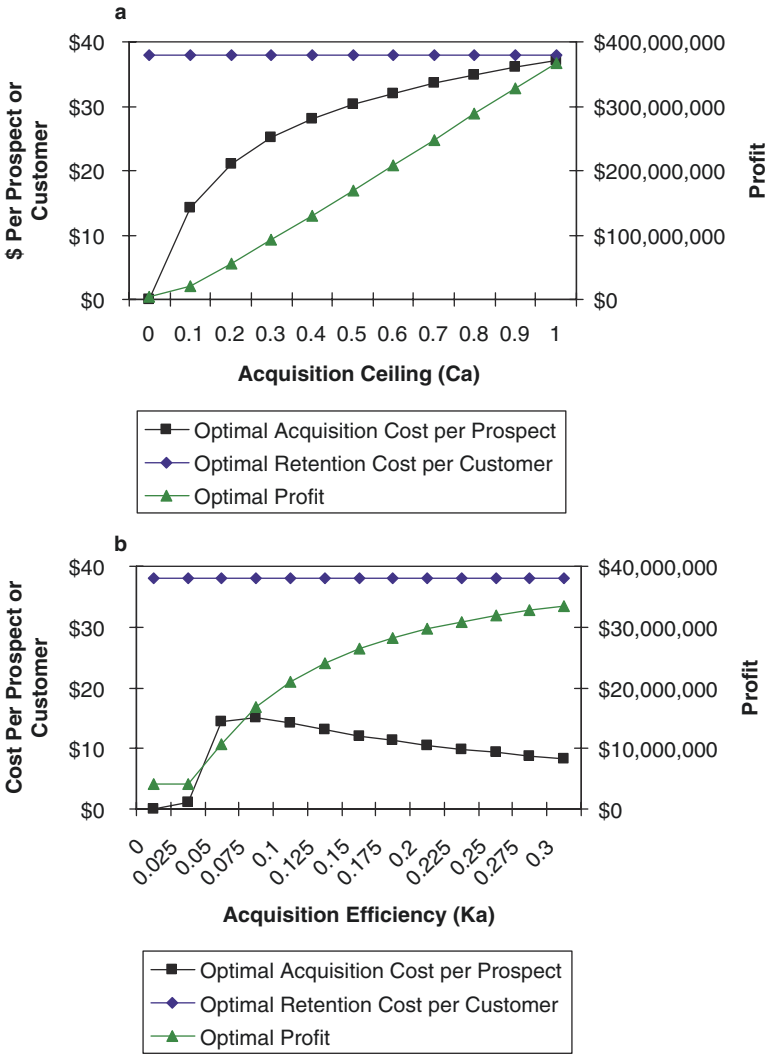 a
$ Per Prospect or
Customer
$40
$30
$20
$10
$0
$400,000,000
$300,000,000
$200,000,000
$100,000,000
$0
Profit
0 0.1 0.2 0.3 0.4 0.5 0.6 0.7 0.8 0.9 1
Acquisition Ceiling (Ca)
Optimal Acquisition Cost per Prospect
Optimal Retention Cost per Customer
Optimal Profit
b
Cost Per Prospect or
Customer
$40
$30
$20
$10
$0
$40,000,000
$30,000,000
$20,000,000
$10,000,000
$0
Profit
0 0.025 0.05 0.075 0.1 0.125 0.15 0.175 0.2 0.225 0.25 0.275 0.3
Acquisition Efficiency (Ka)
Optimal Acquisition Cost per Prospect
Optimal Retention Cost per Customer
Optimal Profit